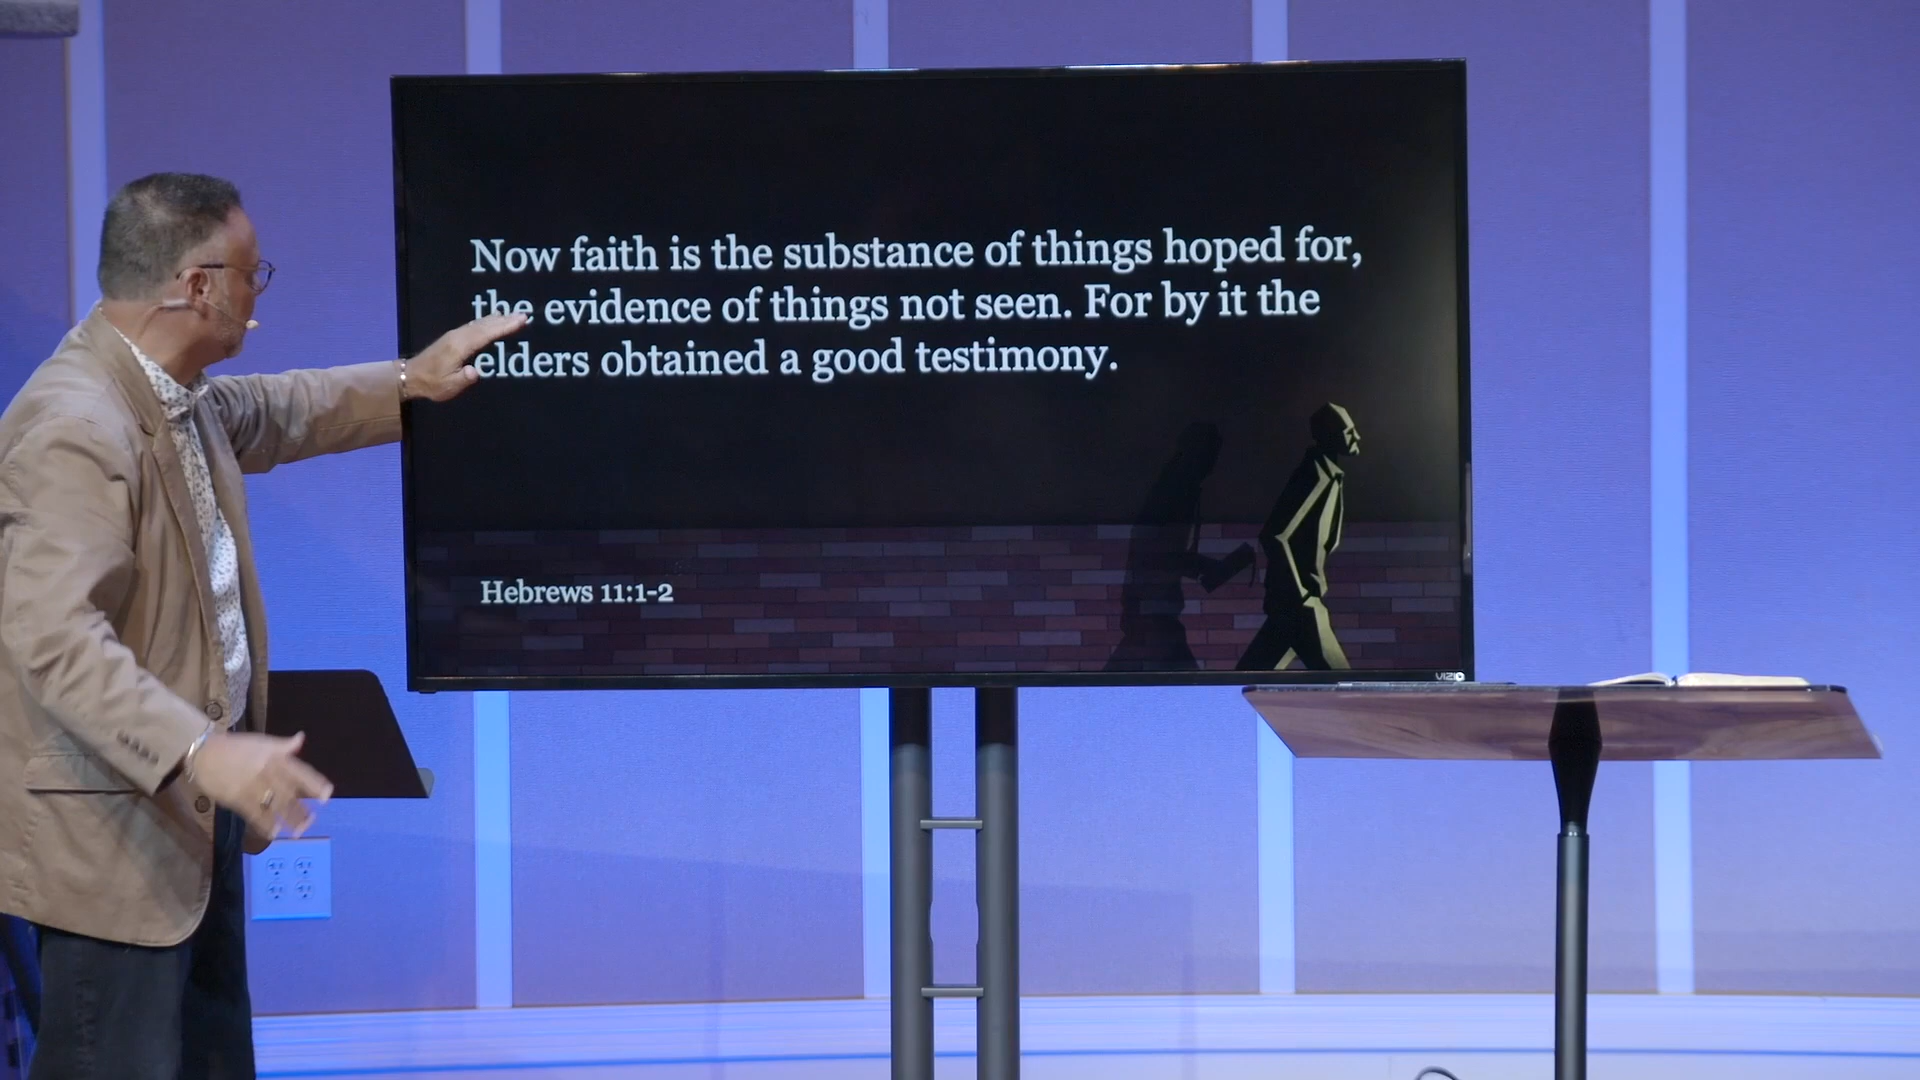 Now faith is the substance of things hoped for,
the evidence of things not seen. For by it the
elders obtained a good testimony.
Hebrews 11:1-2
VIZIO